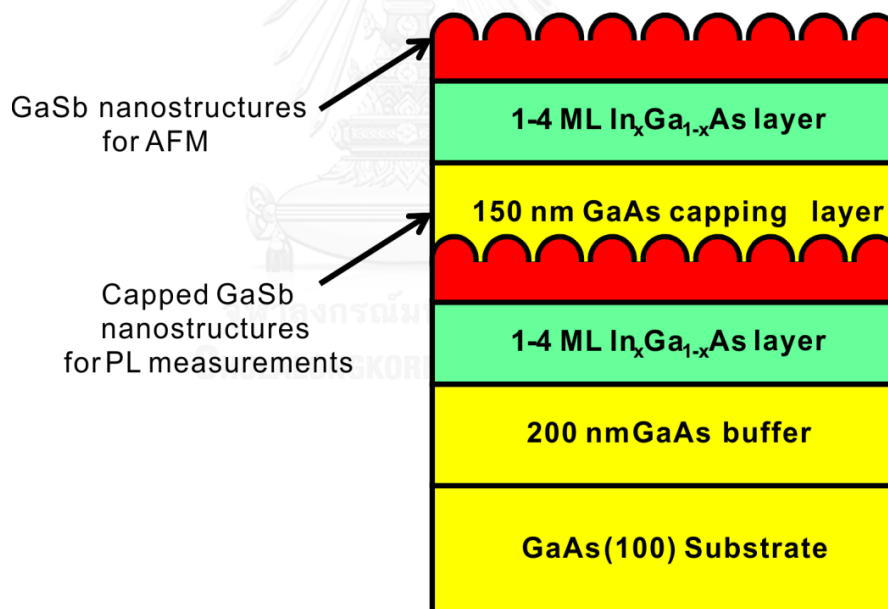 GaSb nanostructures
for AFM
1-4 ML InₓGa₁₋ₓAs layer
150 nm GaAs capping layer
Capped GaSb
nanostructures
for PL measurements
1-4 ML InₓGa₁₋ₓAs layer
200 nm GaAs buffer
GaAs (100) Substrate